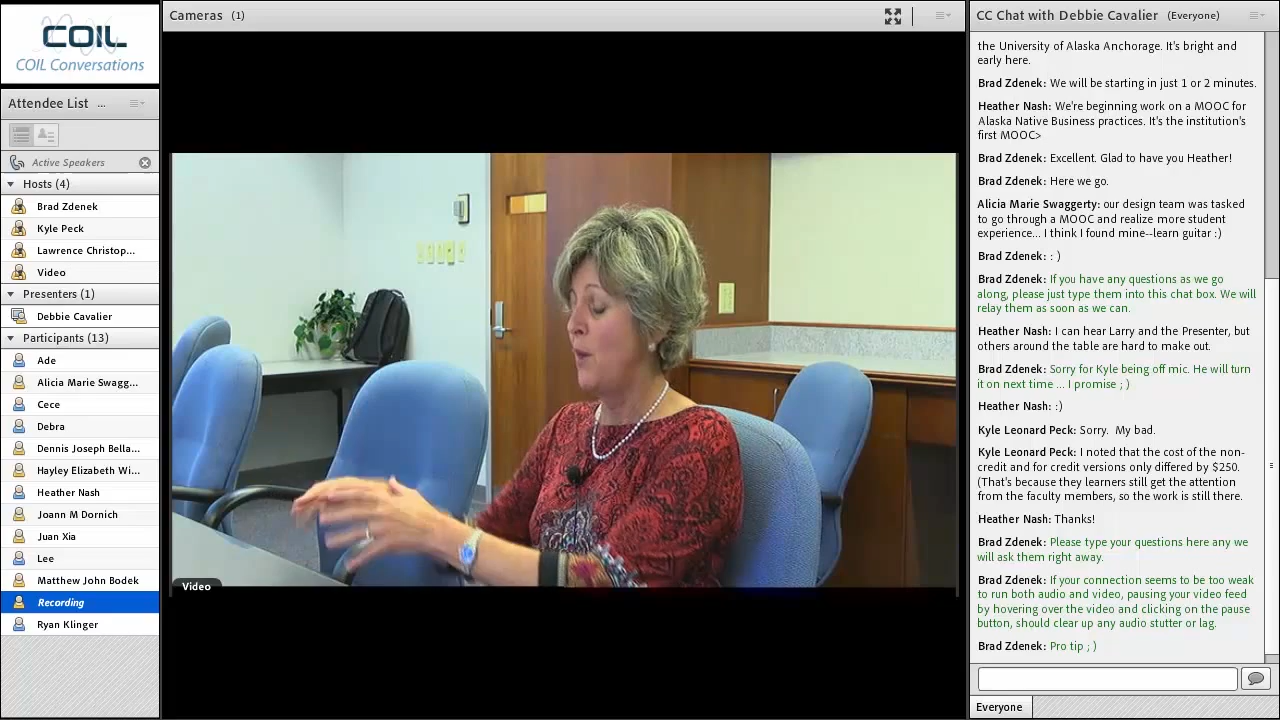 COIL
COIL Conversations
Attendee List ...
Active Speakers
Hosts (4)
Brad Zdenek
Kyle Peck
Lawrence Christop...
Video
Presenters (1)
Debbie Cavalier
Participants (13)
Ade
Alicia Marie Swagg...
Cece
Debra
Dennis Joseph Bella...
Hayley Elizabeth Wi...
Heather Nash
Joann M Dornich
Juan Xia
Lee
Matthew John Bodek
Recording
Ryan Klinger
Cameras (1)
Video
CC Chat with Debbie Cavalier (Everyone)
the University of Alaska Anchorage. It's bright and
early here.
Brad Zdenek: We will be starting in just 1 or 2 minutes.
Heather Nash: We're beginning work on a MOOC for
Alaska Native Business practices. It's the institution's
first MOOC>
Brad Zdenek: Excellent. Glad to have you Heather!
Brad Zdenek: Here we go.
Alicia Marie Swaggerty: our design team was tasked
to go through a MOOC and realize more student
experience... I think I found mine--learn guitar :)
Brad Zdenek: : )
Brad Zdenek: If you have any questions as we go
along, please just type them into this chat box. We will
relay them as soon as we can.
Heather Nash: I can hear Larry and the Presenter, but
others around the table are hard to make out.
Brad Zdenek: Sorry for Kyle being off mic. He will turn
it on next time ... I promise ; )
Heather Nash: :)
Kyle Leonard Peck: Sorry. My bad.
Kyle Leonard Peck: I noted that the cost of the non-
credit and for credit versions only differed by $250.
(That's because they learners still get the attention
from the faculty members, so the work is still there.
Heather Nash: Thanks!
Brad Zdenek: Please type your questions here any we
will ask them right away.
Brad Zdenek: If your connection seems to be too weak
to run both audio and video, pausing your video feed
by hovering over the video and clicking on the pause
button, should clear up any audio stutter or lag.
Brad Zdenek: Pro tip ; )
Everyone